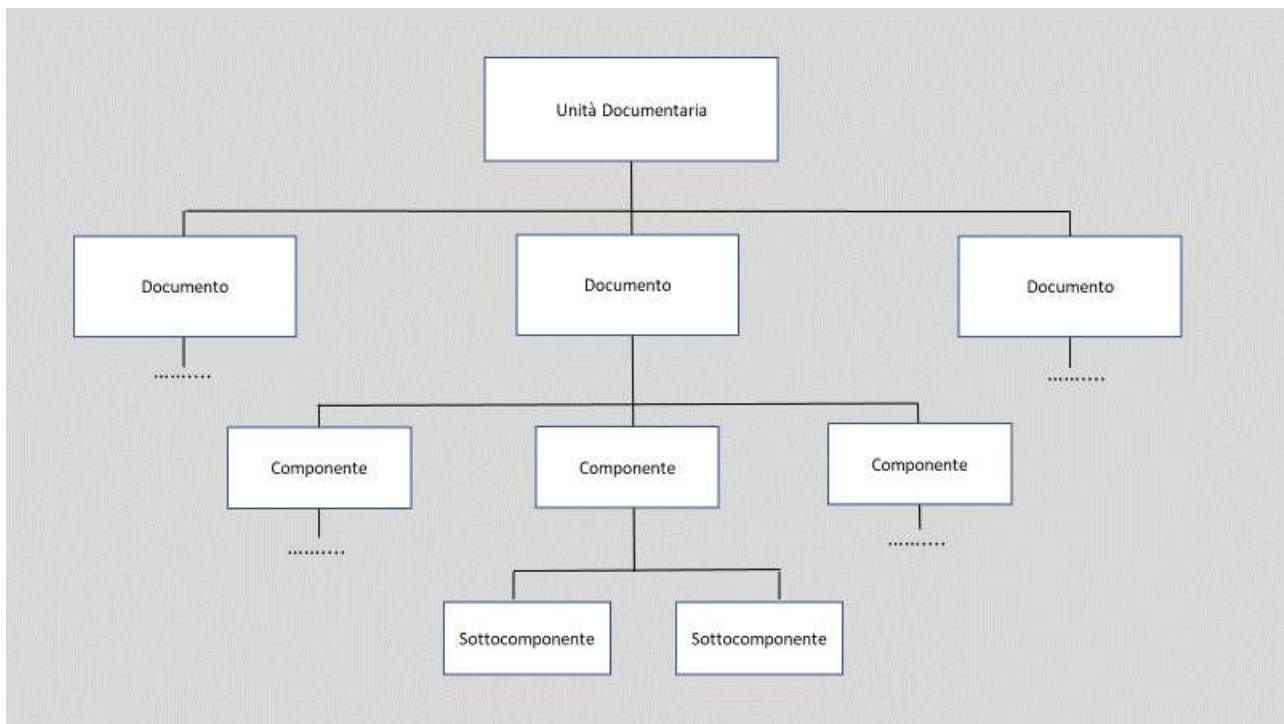 Unità Documentaria
Documento
Documento
Documento
..........
..........
Componente
Componente
Componente
..........
..........
Sottocomponente
Sottocomponente